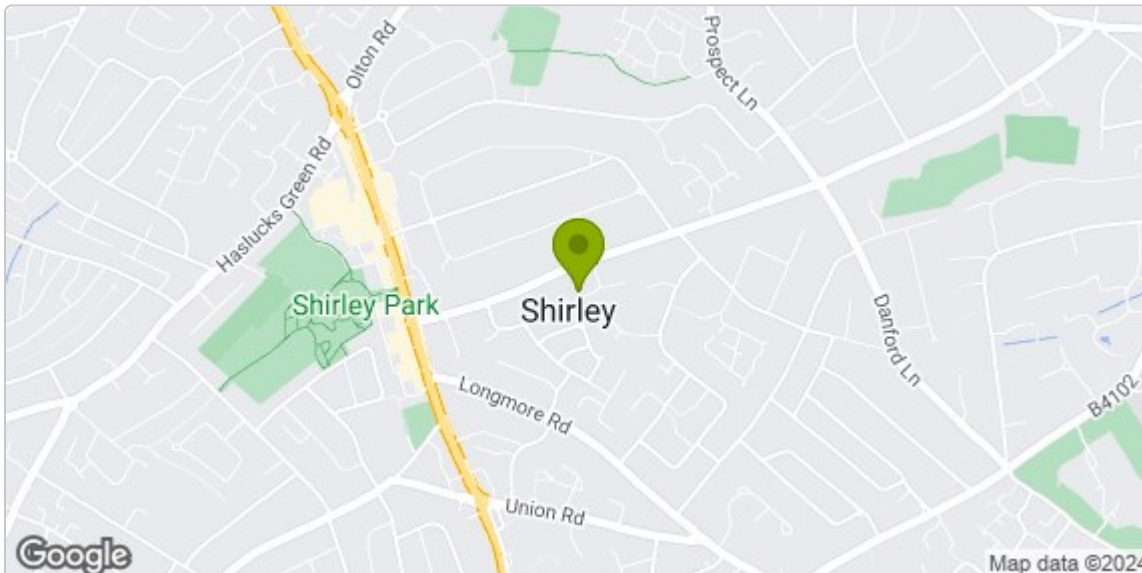 Olton Rd
Prospect Ln
Haslucks Green Rd
Shirley Park
Shirley
Danford Ln
Longmore Rd
B4102
Union Rd
Google
Map data ©2024